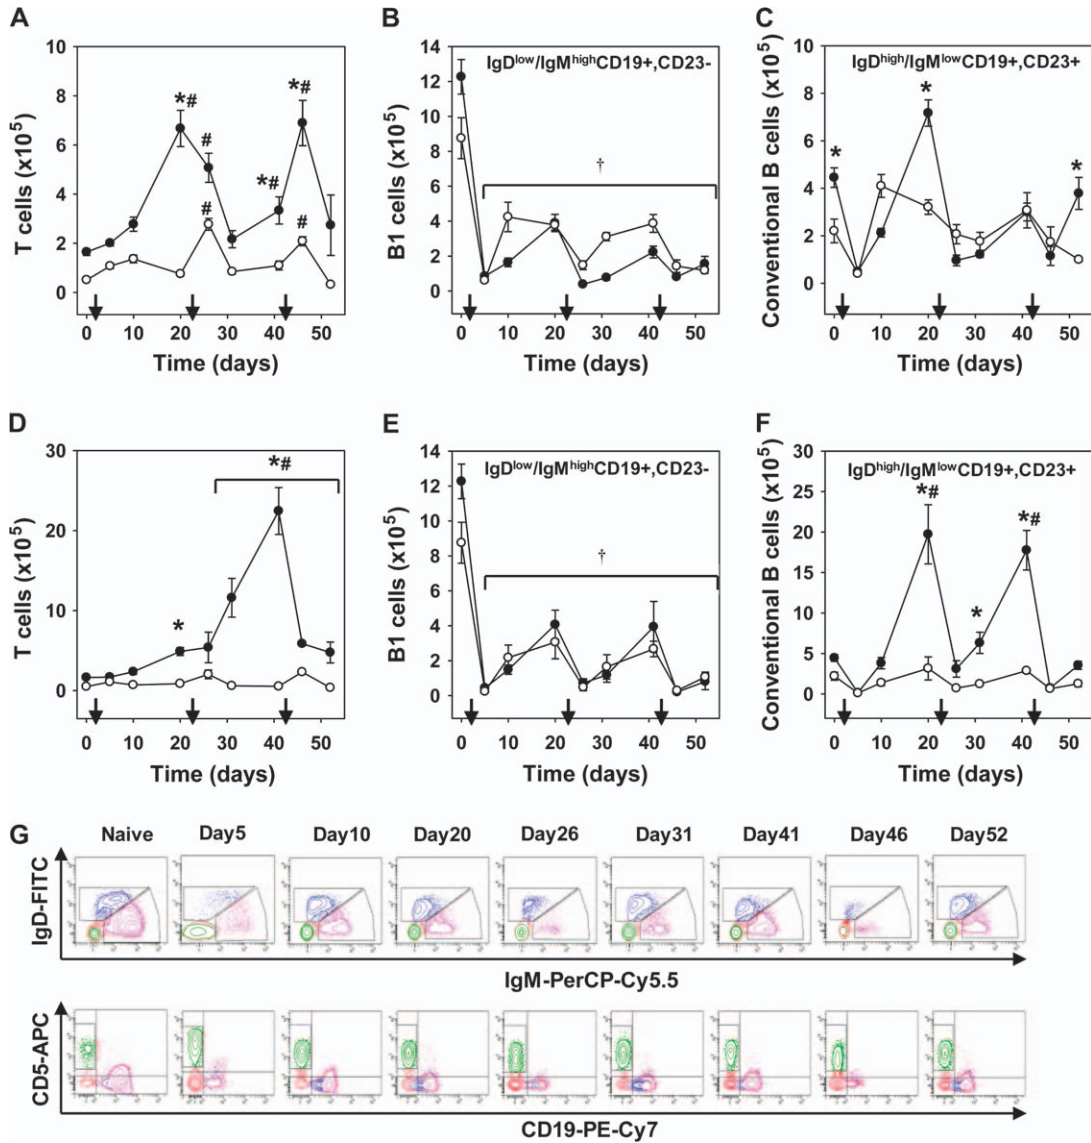 A
B
C
T cells (x10⁵)
10
8
6
4
2
0
*#
#
*#
*#
#
#
0 10 20 30 40 50
Time (days)
B1 cells (x10⁵)
14
12
10
8
6
4
2
0
IgDlow/IgMhighCD19+,CD23-
†
0 10 20 30 40 50
Time (days)
Conventional B cells (x10⁵)
10
8
6
4
2
0
IgDhigh/IgMlowCD19+,CD23+
*
*
*
0 10 20 30 40 50
Time (days)
D
E
F
T cells (x10⁵)
30
20
10
0
*
*#
0 10 20 30 40 50
Time (days)
B1 cells (x10⁵)
14
12
10
8
6
4
2
0
IgDlow/IgMhighCD19+,CD23-
†
0 10 20 30 40 50
Time (days)
Conventional B cells (x10⁵)
30
25
20
15
10
5
0
IgDhigh/IgMlowCD19+,CD23+
*#
*
*#
0 10 20 30 40 50
Time (days)
G
Naive Day5 Day10 Day20 Day26 Day31 Day41 Day46 Day52
IgD-FITC
IgM-PerCP-Cy5.5
CD5-APC
CD19-PE-Cy7